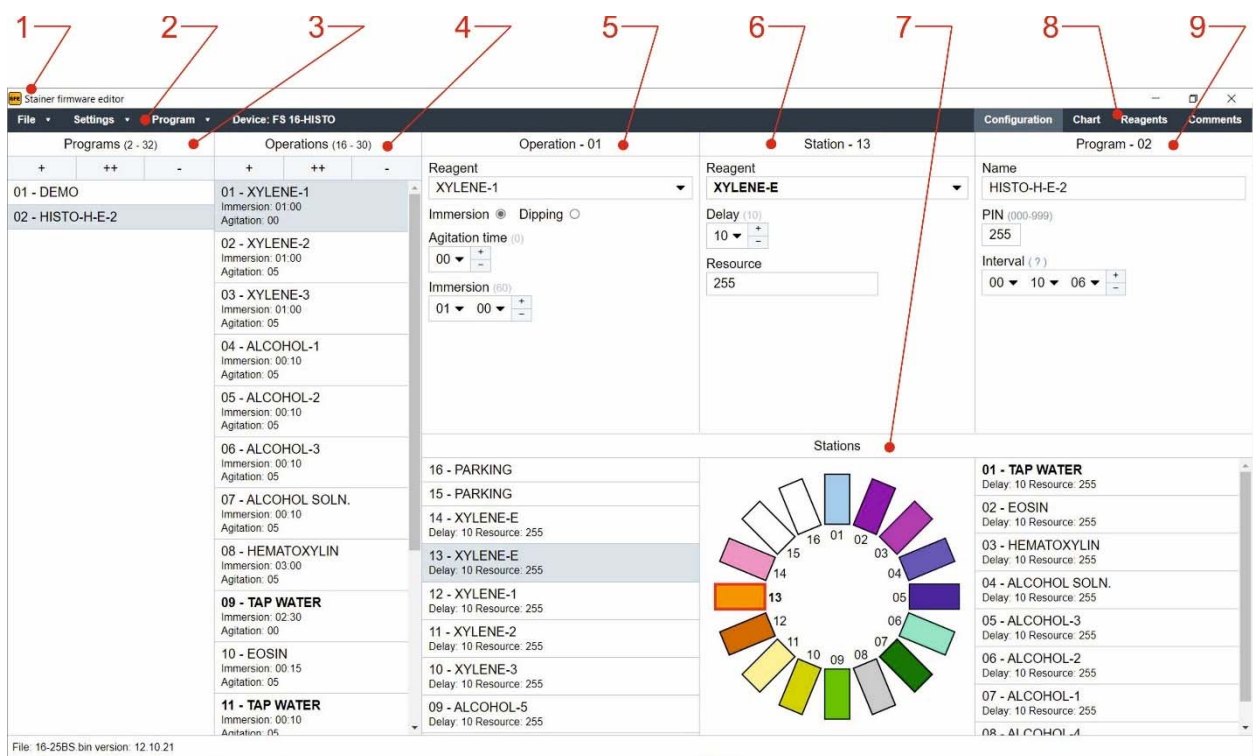 1 2 3 4 5 6 7 8 9
SFE Stainer firmware editor
File Settings Program Device: FS 16-HISTO Configuration Chart Reagents Comments
Programs (2 - 32)
+ ++ -
01 - DEMO
02 - HISTO-H-E-2
Operations (16 - 30)
+ ++ -
01 - XYLENE-1
Immersion: 01:00
Agitation: 00
02 - XYLENE-2
Immersion: 01:00
Agitation: 05
03 - XYLENE-3
Immersion: 01:00
Agitation: 05
04 - ALCOHOL-1
Immersion: 00:10
Agitation: 05
05 - ALCOHOL-2
Immersion: 00:10
Agitation: 05
06 - ALCOHOL-3
Immersion: 00:10
Agitation: 05
07 - ALCOHOL SOLN.
Immersion: 00:10
Agitation: 05
08 - HEMATOXYLIN
Immersion: 03:00
Agitation: 05
09 - TAP WATER
Immersion: 02:30
Agitation: 00
10 - EOSIN
Immersion: 00:15
Agitation: 05
11 - TAP WATER
Immersion: 00:10
Agitation: 05
Operation - 01
Reagent
XYLENE-1
Immersion Dipping
Agitation time (0)
00 + -
Immersion (60)
01 00 + -
Station - 13
Reagent
XYLENE-E
Delay (10)
10 + -
Resource
255
Program - 02
Name
HISTO-H-E-2
PIN (000-999)
255
Interval (?)
00 10 06 + -
Stations
16 - PARKING
15 - PARKING
14 - XYLENE-E
Delay: 10 Resource: 255
13 - XYLENE-E
Delay: 10 Resource: 255
12 - XYLENE-1
Delay: 10 Resource: 255
11 - XYLENE-2
Delay: 10 Resource: 255
10 - XYLENE-3
Delay: 10 Resource: 255
09 - ALCOHOL-5
Delay: 10 Resource: 255
01
02
03
04
05
06
07
08
09
10
11
12
13
14
15
16
01 - TAP WATER
Delay: 10 Resource: 255
02 - EOSIN
Delay: 10 Resource: 255
03 - HEMATOXYLIN
Delay: 10 Resource: 255
04 - ALCOHOL SOLN.
Delay: 10 Resource: 255
05 - ALCOHOL-3
Delay: 10 Resource: 255
06 - ALCOHOL-2
Delay: 10 Resource: 255
07 - ALCOHOL-1
Delay: 10 Resource: 255
08 - ALCOHOL-4
File: 16-25BS.bin version: 12.10.21